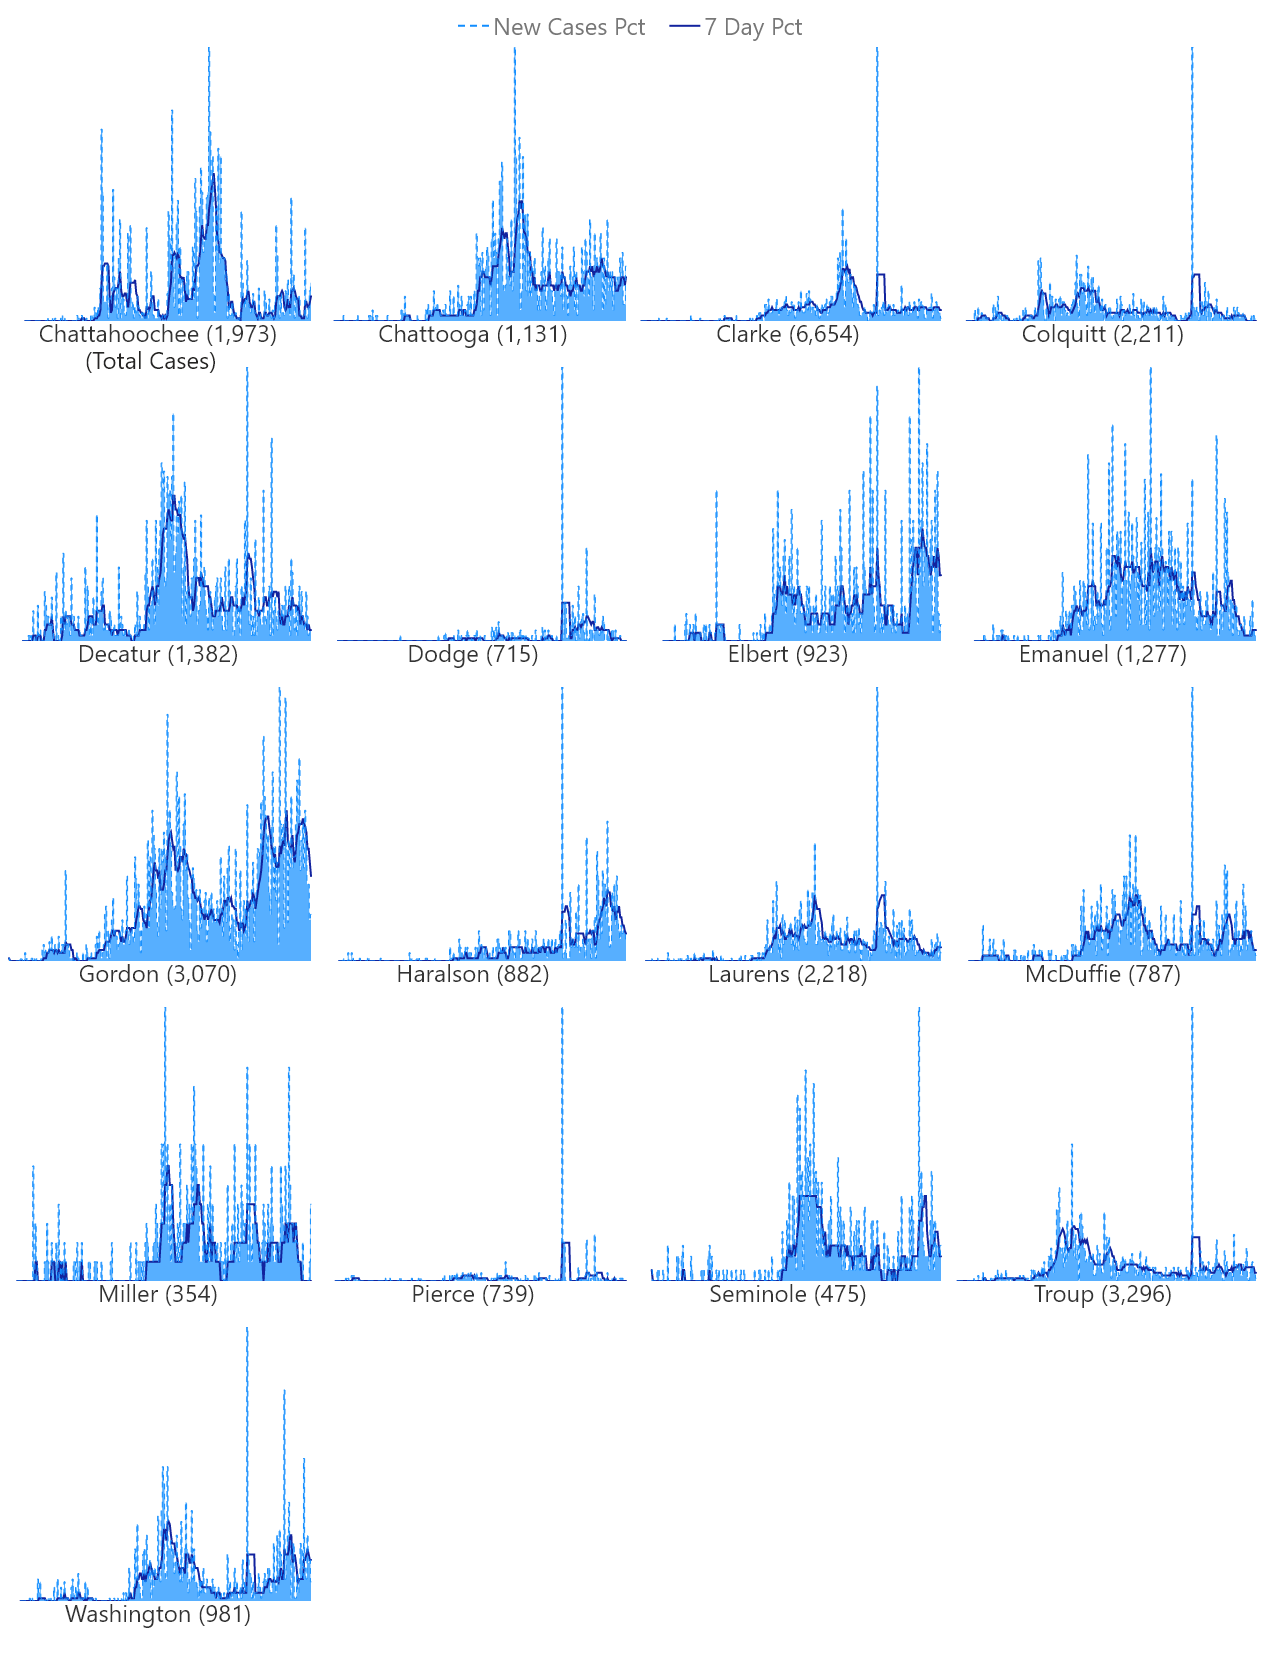 New Cases Pct 7 Day Pct
Chattahoochee (1,973) Chattooga (1,131) Clarke (6,654) Colquitt (2,211)
(Total Cases)
Decatur (1,382) Dodge (715) Elbert (923) Emanuel (1,277)
Gordon (3,070) Haralson (882) Laurens (2,218) McDuffie (787)
Miller (354) Pierce (739) Seminole (475) Troup (3,296)
Washington (981)